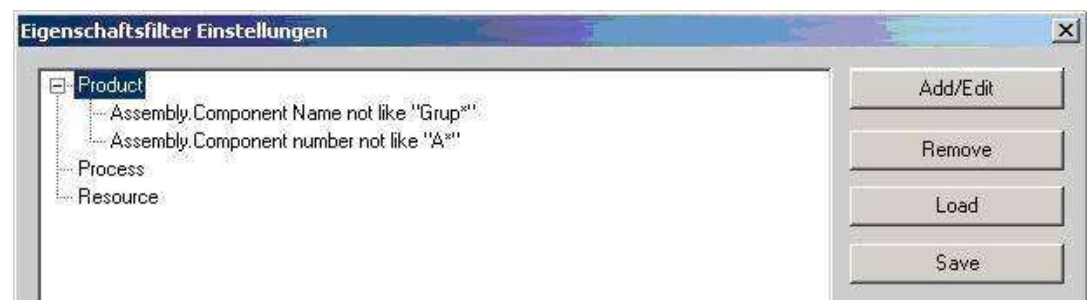 Eigenschaftsfilter Einstellungen
Product
Assembly.Component Name not like "Grup*"
Assembly.Component number not like "A*"
Process
Resource
Add/Edit
Remove
Load
Save